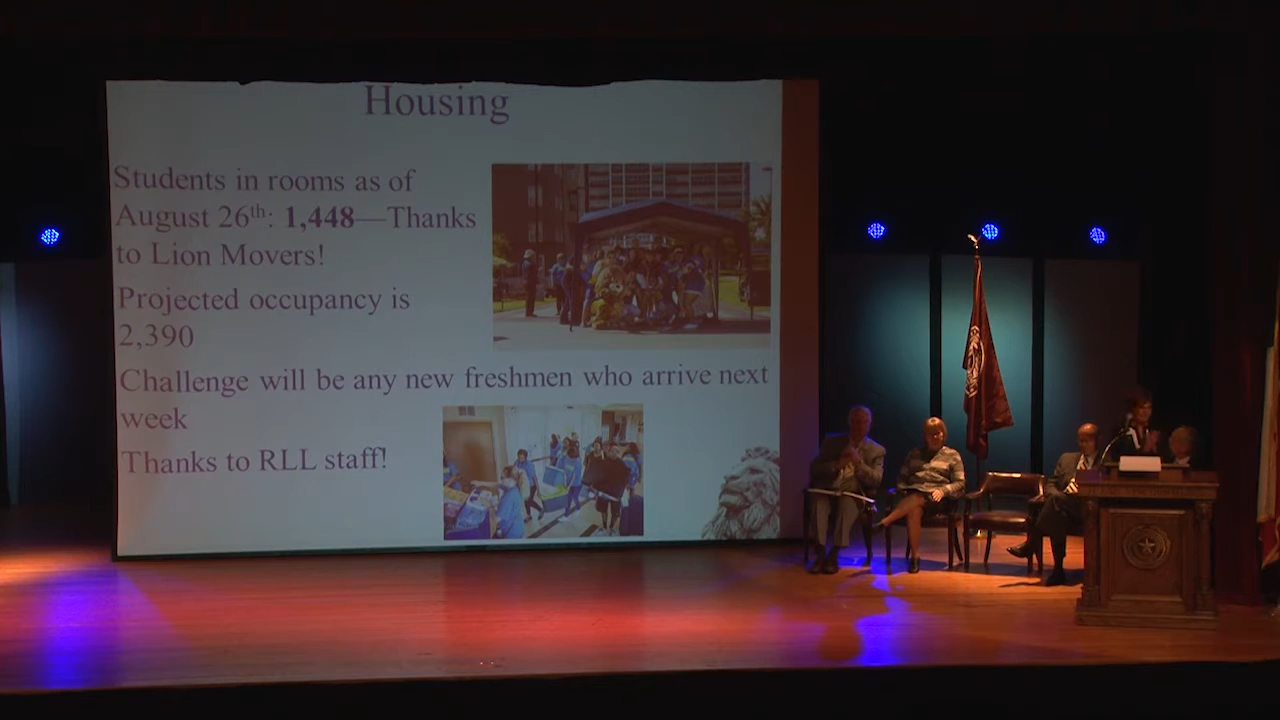 Housing
Students in rooms as of
August 26th: 1,448—Thanks
to Lion Movers!
Projected occupancy is
2,390
Challenge will be any new freshmen who arrive next
week
Thanks to RLL staff!